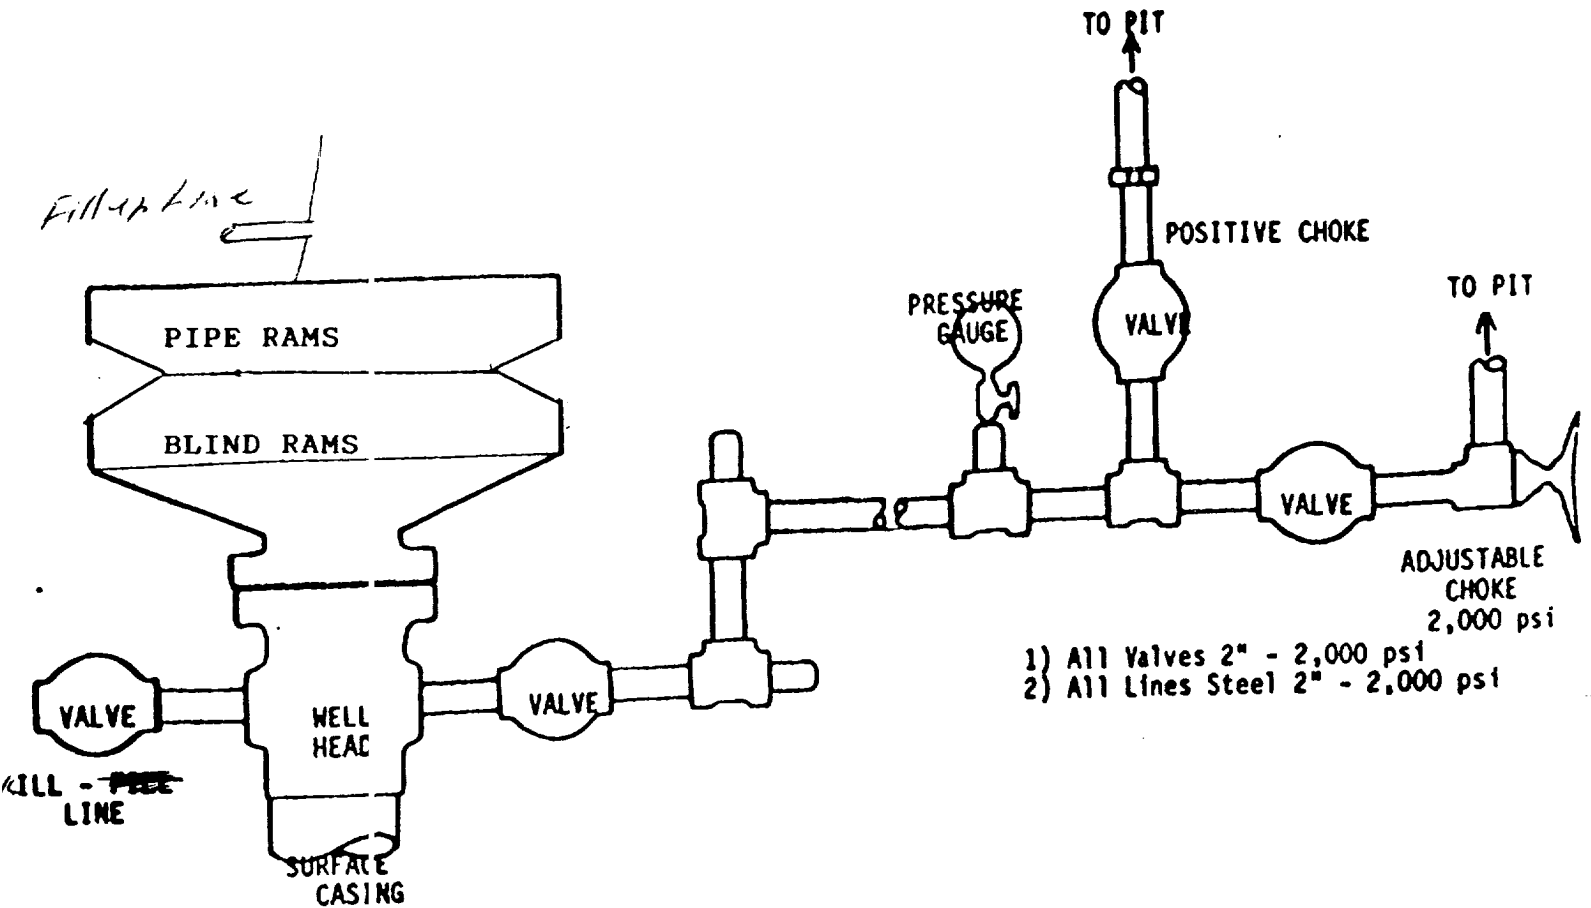 TO PIT
Fill up Line
POSITIVE CHOKE
TO PIT
PRESSURE
GAUGE
VALVE
PIPE RAMS
BLIND RAMS
VALVE
ADJUSTABLE
CHOKE
2,000 psi
1) All Valves 2" - 2,000 psi
2) All Lines Steel 2" - 2,000 psi
VALVE
WELL
HEAD
VALVE
KILL -
LINE
SURFACE
CASING